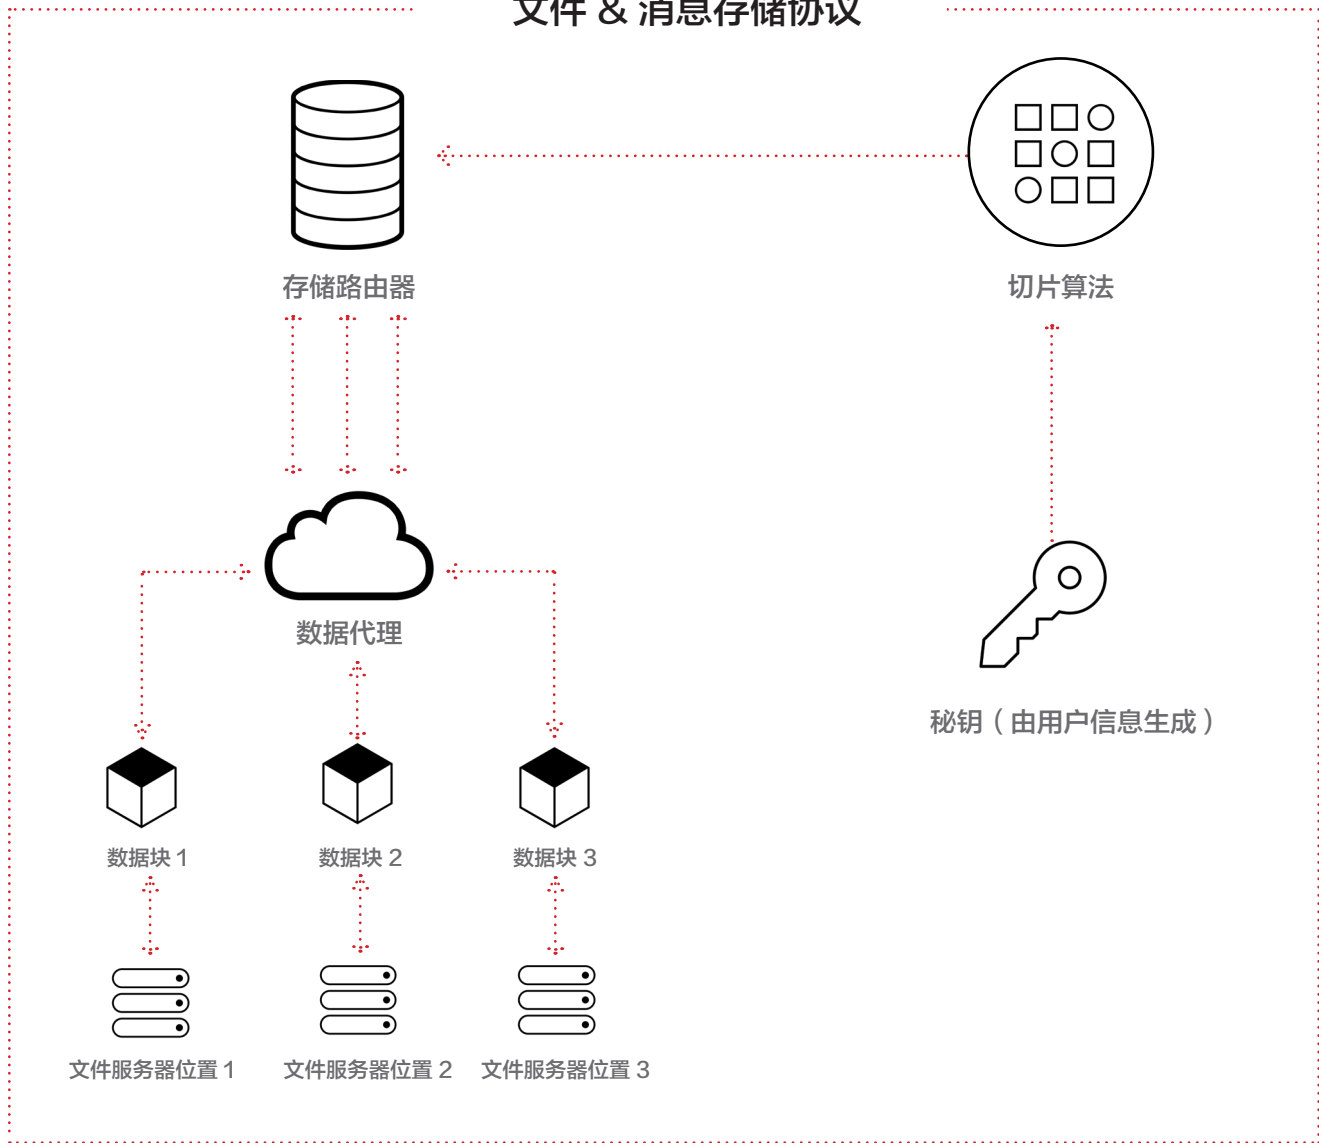 文件 & 消息存储协议
存储路由器
切片算法
数据代理
秘钥（由用户信息生成）
数据块 1
数据块 2
数据块 3
文件服务器位置 1
文件服务器位置 2
文件服务器位置 3